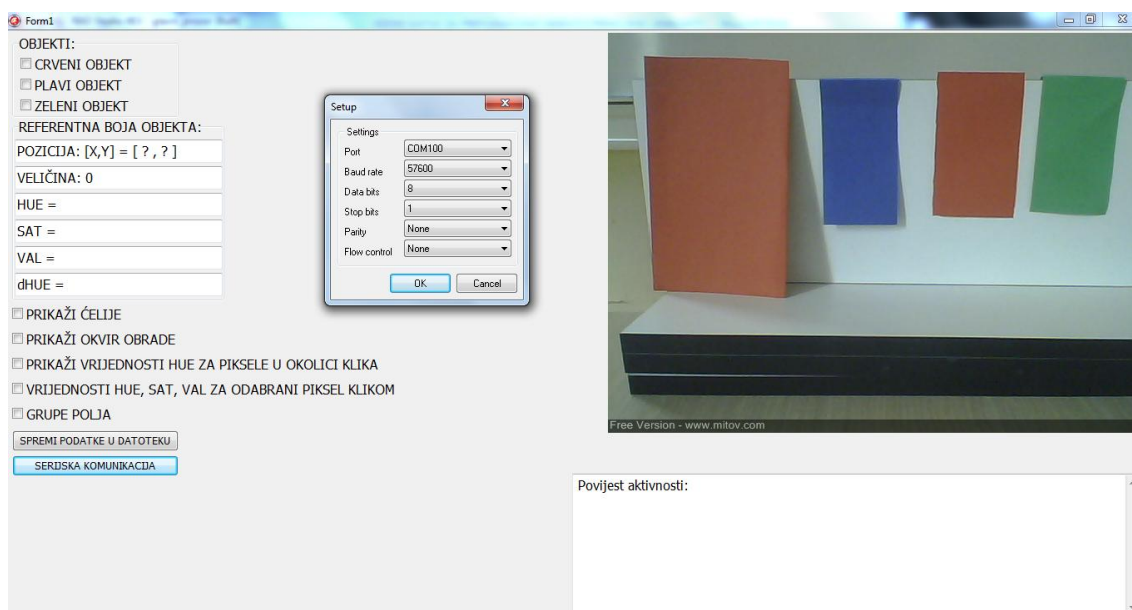 Form1
OBJEKTI:
CRVENI OBJEKT
PLAVI OBJEKT
ZELENI OBJEKT
REFERENTNA BOJA OBJEKTA:
POZICIJA: [X,Y] = [ ? , ? ]
VELIČINA: 0
HUE =
SAT =
VAL =
dHUE =
PRIKAŽI ĆELIJE
PRIKAŽI OKVIR OBRADE
PRIKAŽI VRIJEDNOSTI HUE ZA PIKSELE U OKOLICI KLIKA
VRIJEDNOSTI HUE, SAT, VAL ZA ODABRANI PIKSEL KLIKOM
GRUPE POLJA
SPREMI PODATKE U DATOTEKU
SERIJSKA KOMUNIKACIJA
Setup
Settings
Port COM100
Baud rate 57600
Data bits 8
Stop bits 1
Parity None
Flow control None
OK Cancel
Free Version - www.mitov.com
Povijest aktivnosti: